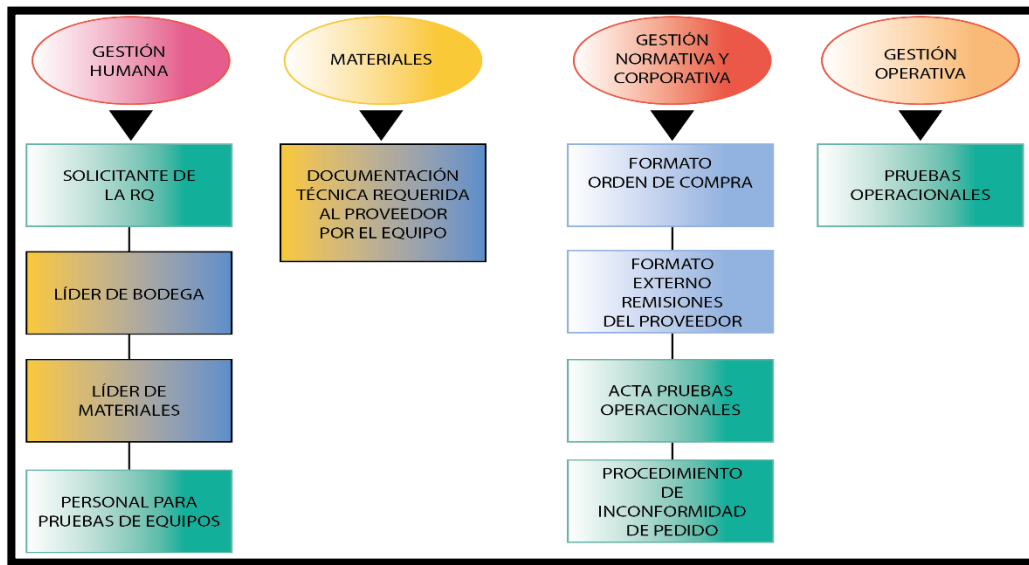 GESTIÓN
HUMANA
SOLICITANTE DE
LA RQ
LÍDER DE BODEGA
LÍDER DE
MATERIALES
PERSONAL PARA
PRUEBAS DE EQUIPOS
MATERIALES
DOCUMENTACIÓN
TÉCNICA REQUERIDA
AL PROVEEDOR
POR EL EQUIPO
GESTIÓN
NORMATIVA Y
CORPORATIVA
FORMATO
ORDEN DE COMPRA
FORMATO
EXTERNO
REMISIONES
DEL PROVEEDOR
ACTA PRUEBAS
OPERACIONALES
PROCEDIMIENTO
DE
INCONFORMIDAD
DE PEDIDO
GESTIÓN
OPERATIVA
PRUEBAS
OPERACIONALES